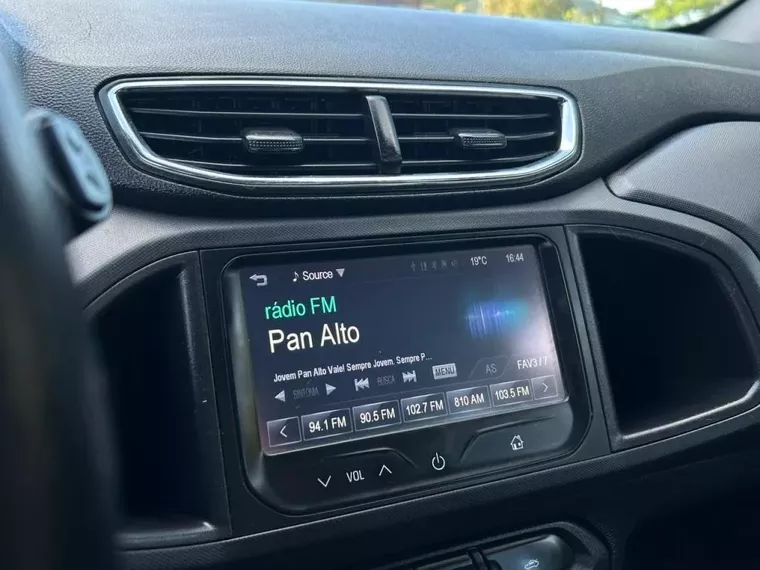 Source 19°C 16:44
rádio FM
Pan Alto
Jovem Pan Alto Vale! Sempre Jovem, Sempre P...
SINTONIA BUSCA MENU AS FAV3/7
94.1 FM 90.5 FM 102.7 FM 810 AM 103.5 FM
VOL